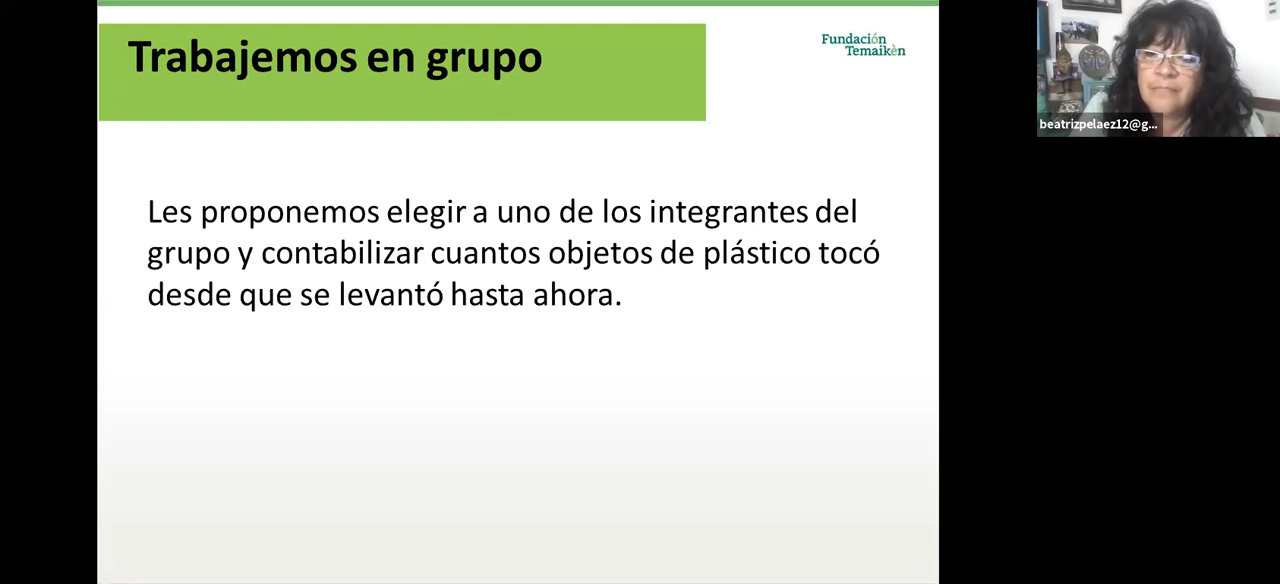 Trabajemos en grupo
Fundación
Temaikèn
Les proponemos elegir a uno de los integrantes del
grupo y contabilizar cuantos objetos de plástico tocó
desde que se levantó hasta ahora.
beatrizpelaez12@g...